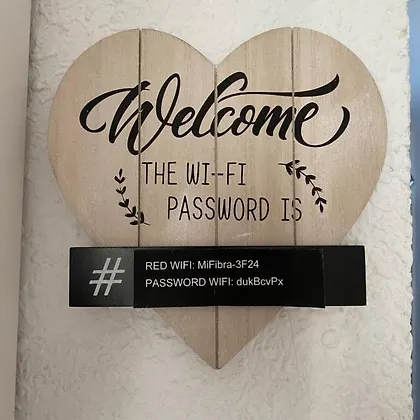 Welcome
THE WI-FI
PASSWORD IS
#
RED WIFI: MiFibra-3F24
PASSWORD WIFI: dukBcvPx